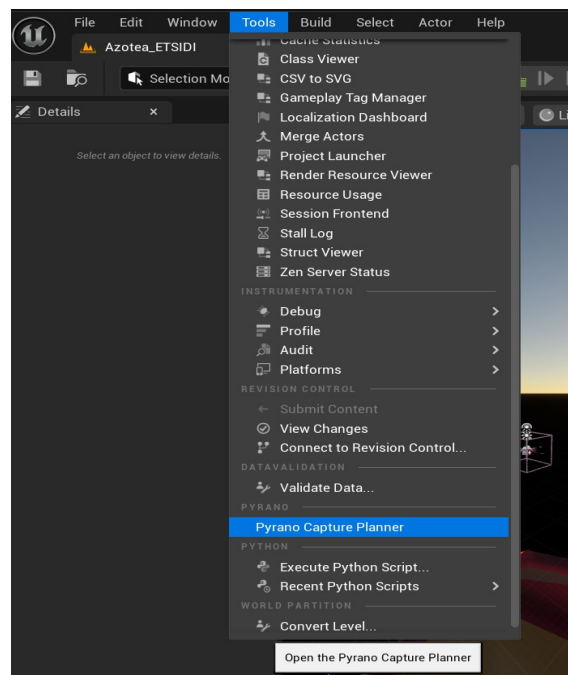 File Edit Window Tools Build Select Actor Help
Azotea_ETSIDI
Selection Mo
Details ×
Li
Select an object to view details.
Cache Statistics
Class Viewer
CSV to SVG
Gameplay Tag Manager
Localization Dashboard
Merge Actors
Project Launcher
Render Resource Viewer
Resource Usage
Session Frontend
Stall Log
Struct Viewer
Zen Server Status
INSTRUMENTATION
Debug
Profile
Audit
Platforms
REVISION CONTROL
Submit Content
View Changes
Connect to Revision Control...
DATAVALIDATION
Validate Data...
PYRANO
Pyrano Capture Planner
PYTHON
Execute Python Script...
Recent Python Scripts
WORLD PARTITION
Convert Level...
Open the Pyrano Capture Planner